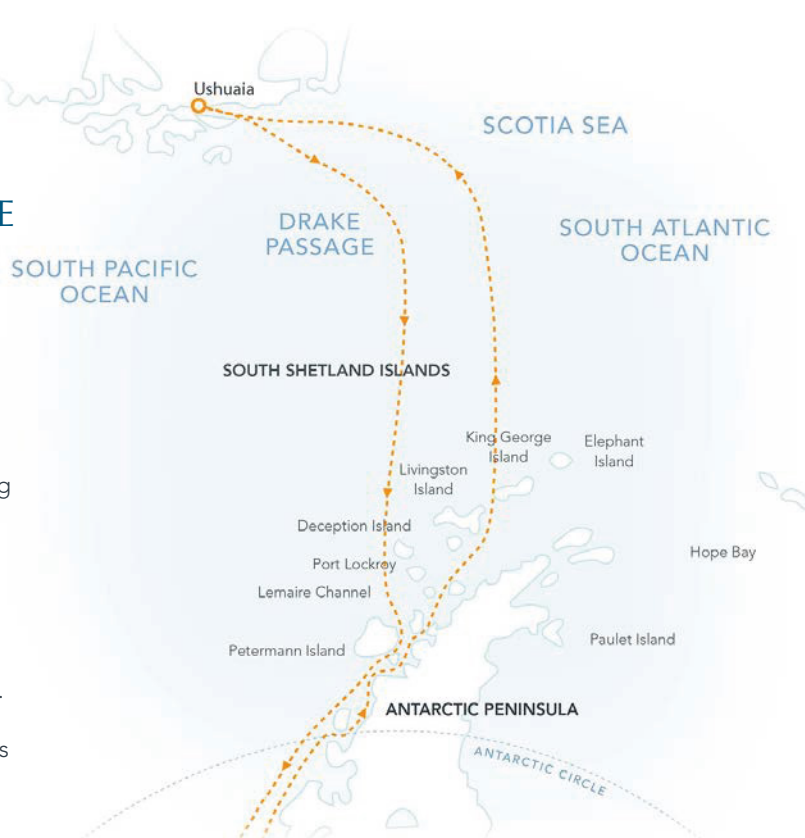 Ushuaia
SCOTIA SEA
E
DRAKE
PASSAGE
SOUTH ATLANTIC
OCEAN
SOUTH PACIFIC
OCEAN
SOUTH SHETLAND ISLANDS
King George
Island
Elephant
Island
Livingston
Island
g
Deception Island
Hope Bay
Port Lockroy
Lemaire Channel
Paulet Island
Petermann Island
.
ANTARCTIC PENINSULA
s
ANTARCTIC CIRCLE